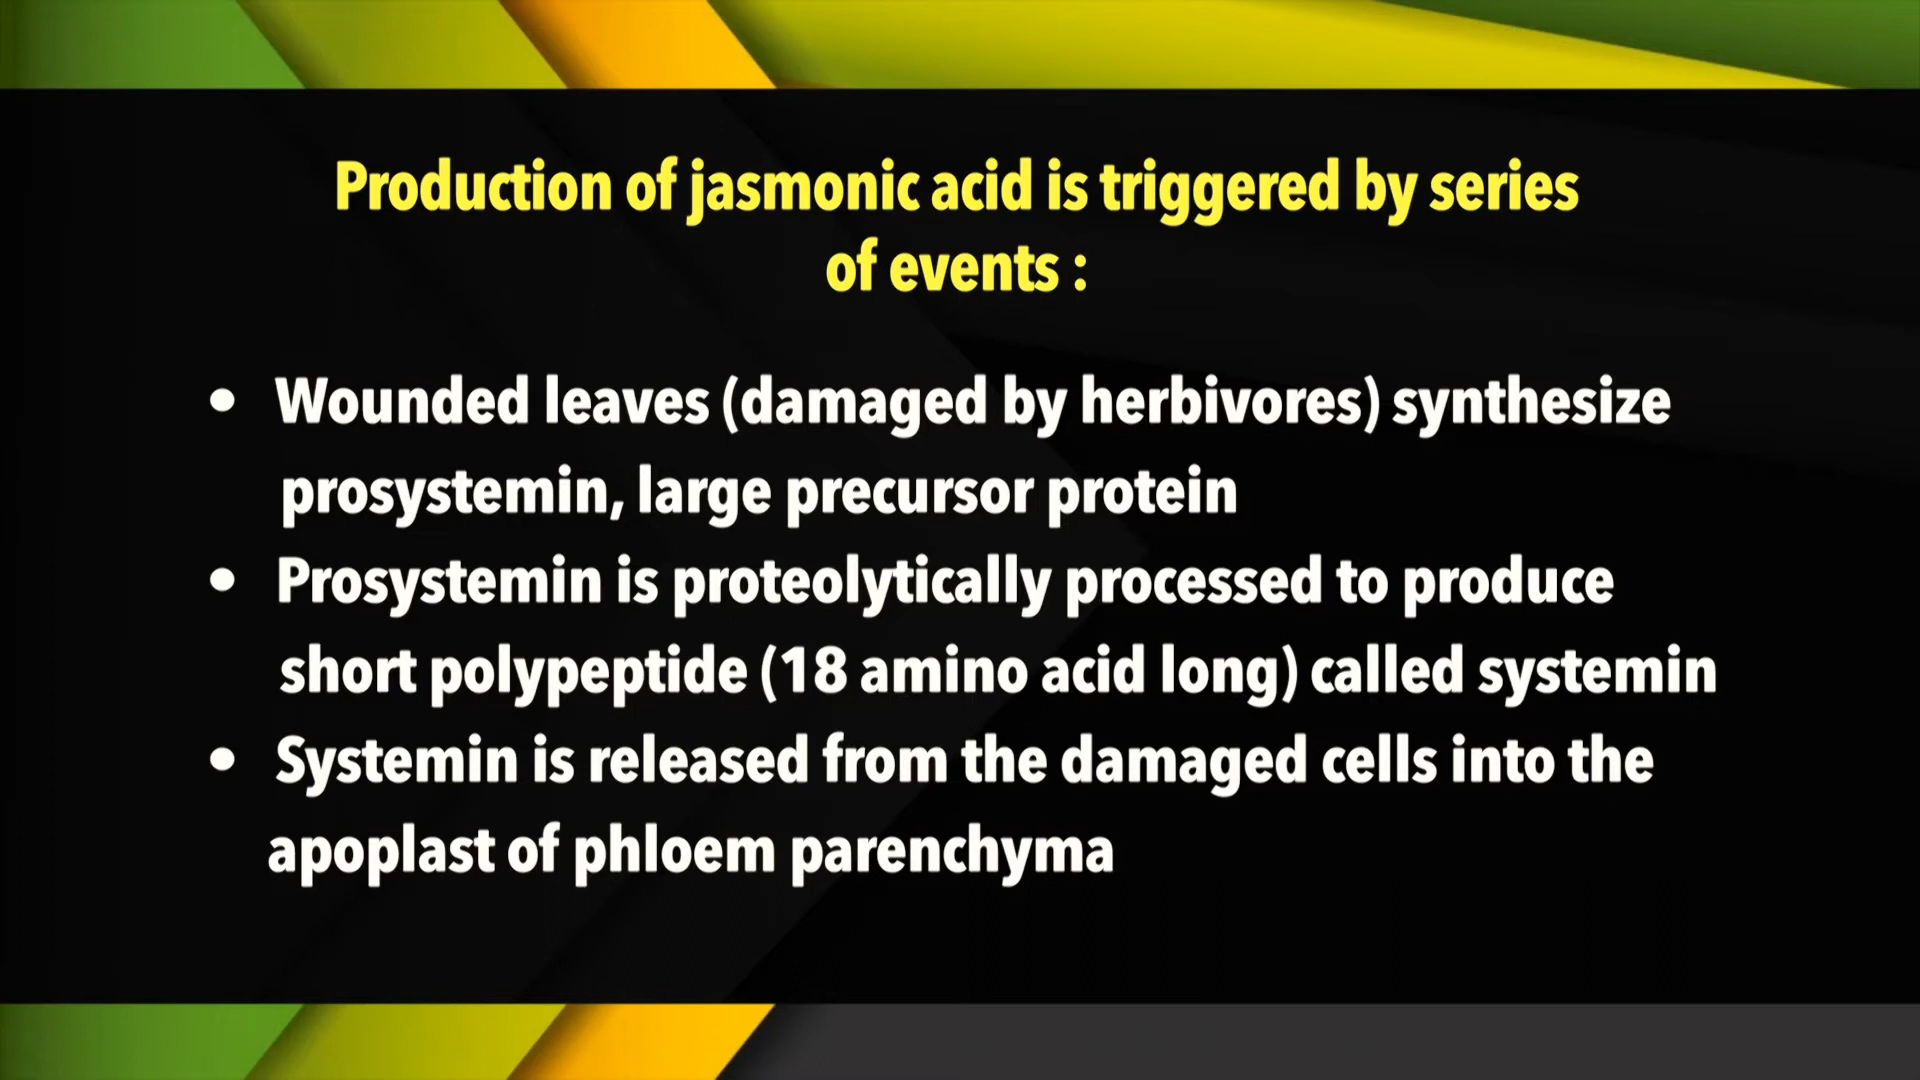 Production of jasmonic acid is triggered by series
of events :
• Wounded leaves (damaged by herbivores) synthesize
prosystemin, large precursor protein
• Prosystemin is proteolytically processed to produce
short polypeptide (18 amino acid long) called systemin
• Systemin is released from the damaged cells into the
apoplast of phloem parenchyma